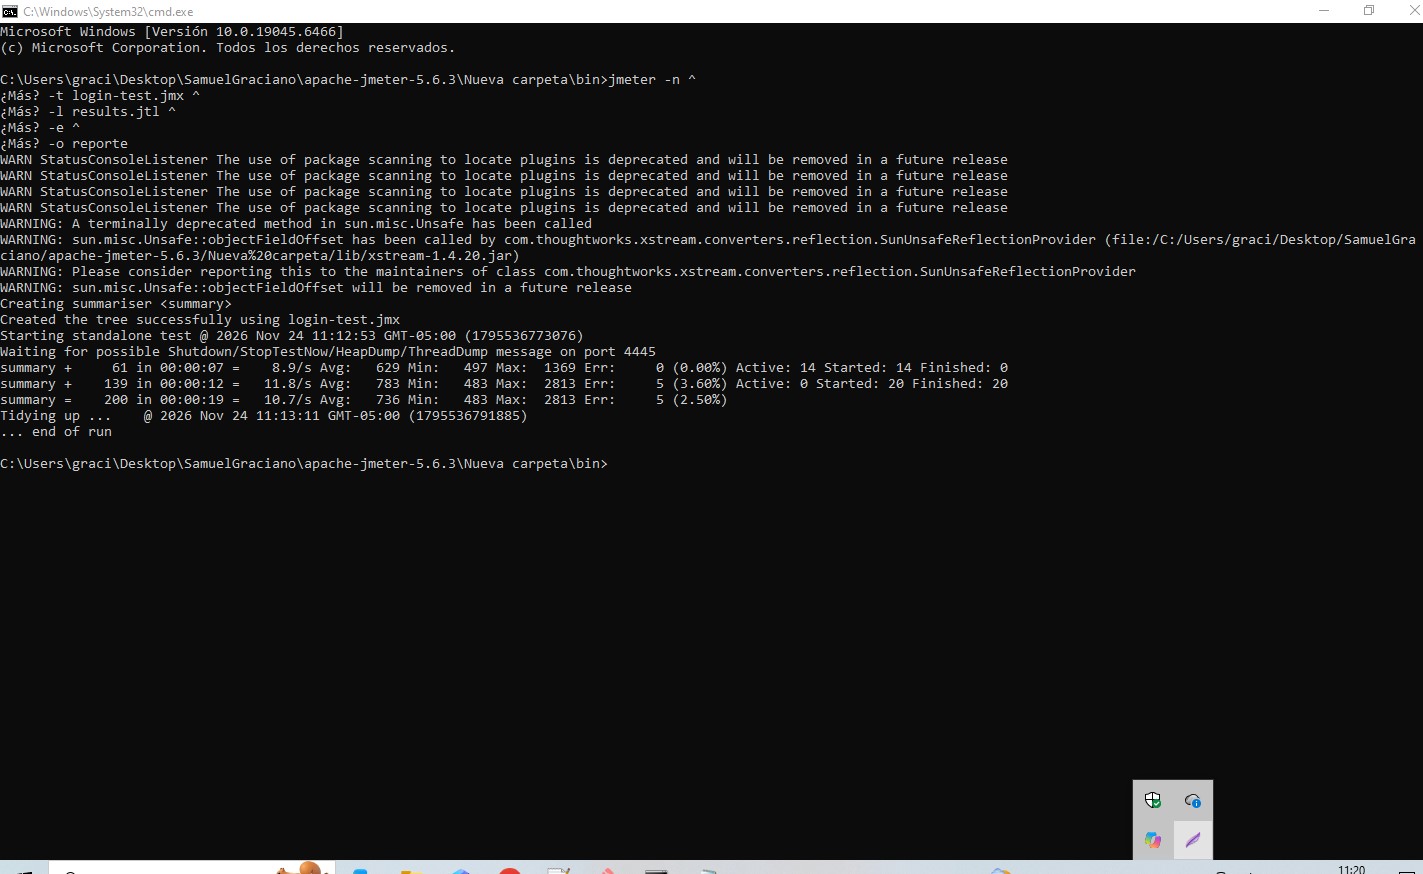 C:\Windows\System32\cmd.exe
Microsoft Windows [Versión 10.0.19045.6466]
(c) Microsoft Corporation. Todos los derechos reservados.
C:\Users\graci\Desktop\SamuelGraciano\apache-jmeter-5.6.3\Nueva carpeta\bin>jmeter -n ^
¿Más? -t login-test.jmx ^
¿Más? -l results.jtl ^
¿Más? -e ^
¿Más? -o reporte
WARN StatusConsoleListener The use of package scanning to locate plugins is deprecated and will be removed in a future release
WARN StatusConsoleListener The use of package scanning to locate plugins is deprecated and will be removed in a future release
WARN StatusConsoleListener The use of package scanning to locate plugins is deprecated and will be removed in a future release
WARN StatusConsoleListener The use of package scanning to locate plugins is deprecated and will be removed in a future release
WARNING: A terminally deprecated method in sun.misc.Unsafe has been called
WARNING: sun.misc.Unsafe::objectFieldOffset has been called by com.thoughtworks.xstream.converters.reflection.SunUnsafeReflectionProvider (file:/C:/Users/graci/Desktop/SamuelGra
ciano/apache-jmeter-5.6.3/Nueva%20carpeta/lib/xstream-1.4.20.jar)
WARNING: Please consider reporting this to the maintainers of class com.thoughtworks.xstream.converters.reflection.SunUnsafeReflectionProvider
WARNING: sun.misc.Unsafe::objectFieldOffset will be removed in a future release
Creating summariser <summary>
Created the tree successfully using login-test.jmx
Starting standalone test @ 2026 Nov 24 11:12:53 GMT-05:00 (1795536773076)
Waiting for possible Shutdown/StopTestNow/HeapDump/ThreadDump message on port 4445
summary +     61 in 00:00:07 =    8.9/s Avg:   629 Min:   497 Max:  1369 Err:     0 (0.00%) Active: 14 Started: 14 Finished: 0
summary +    139 in 00:00:12 =   11.8/s Avg:   783 Min:   483 Max:  2813 Err:     5 (3.60%) Active: 0 Started: 20 Finished: 20
summary =    200 in 00:00:19 =   10.7/s Avg:   736 Min:   483 Max:  2813 Err:     5 (2.50%)
Tidying up ...    @ 2026 Nov 24 11:13:11 GMT-05:00 (1795536791885)
... end of run
C:\Users\graci\Desktop\SamuelGraciano\apache-jmeter-5.6.3\Nueva carpeta\bin>
11:20